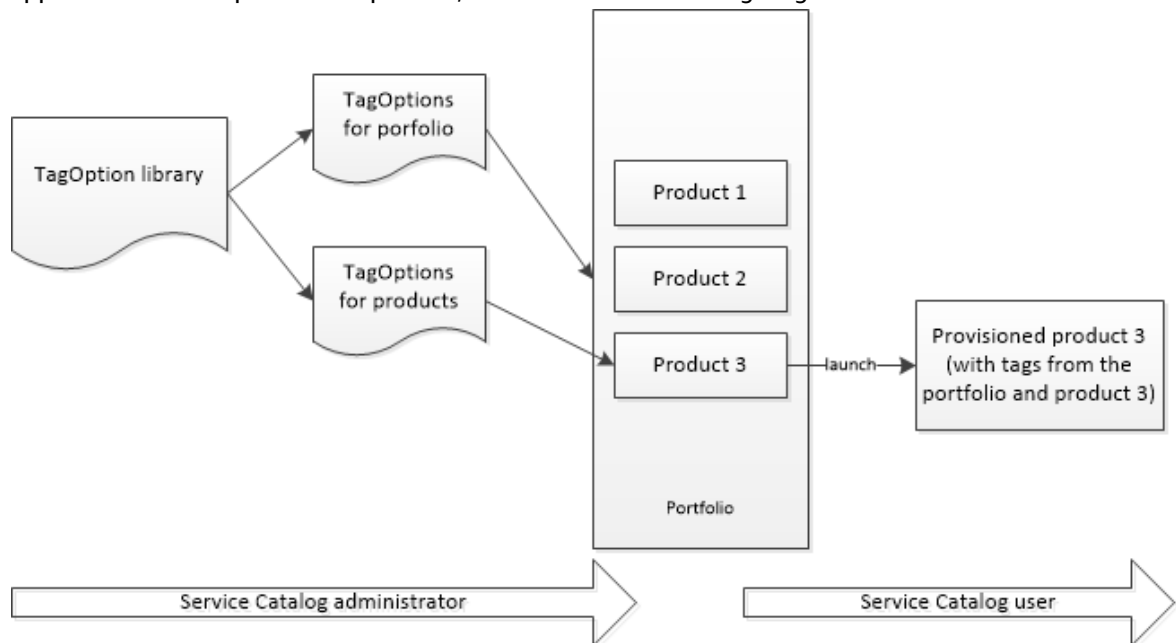 TagOption library
TagOptions
for porfolio
TagOptions
for products
Product 1
Product 2
Product 3
Portfolio
launch
Provisioned product 3
(with tags from the
portfolio and product 3)
Service Catalog administrator
Service Catalog user